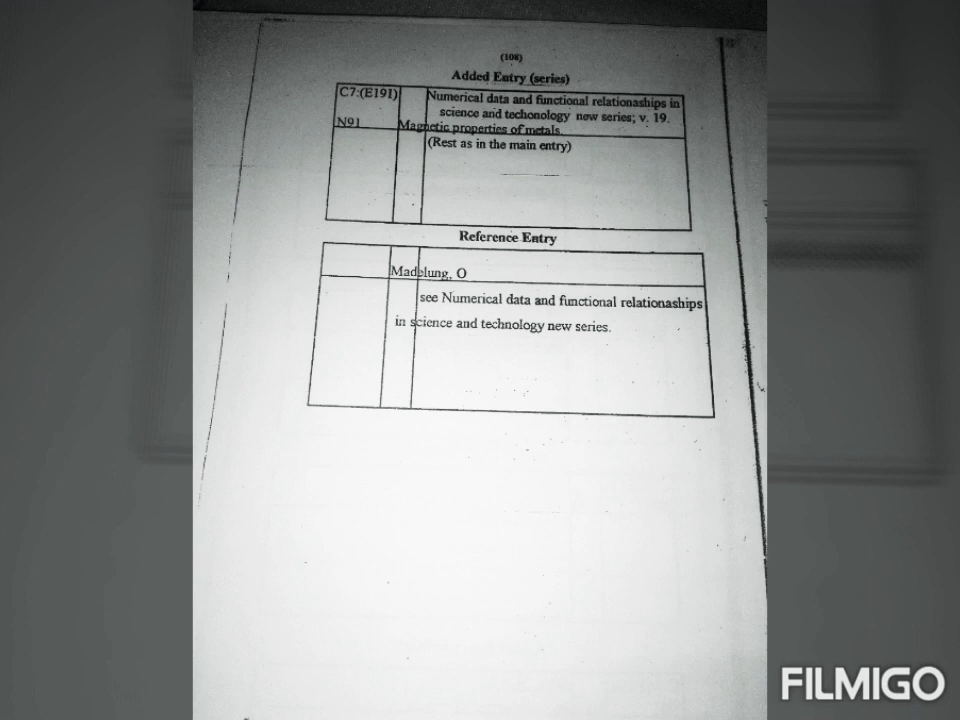 (108)
Added Entry (series)
C7:(E191) Numerical data and functional relationaships in
science and techonology new series; v. 19.
N91 Magnetic properties of metals.
(Rest as in the main entry)
Reference Entry
Madelung, O
see Numerical data and functional relationaships
in science and technology new series.
FILMIGO